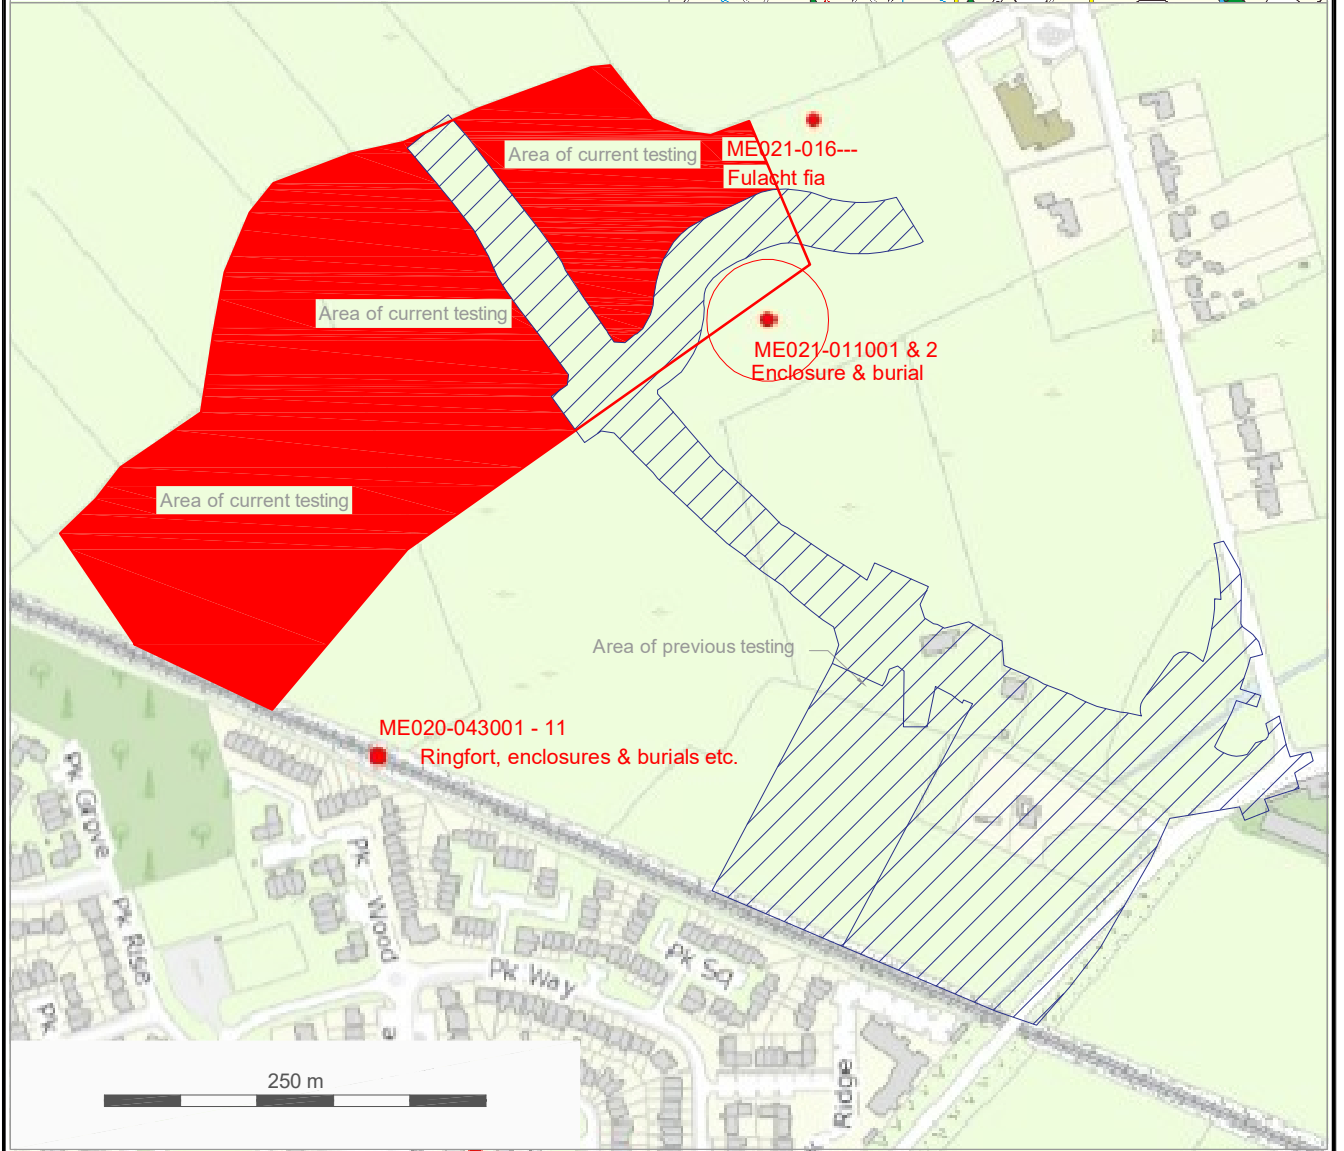 Area of current testing
ME021-016---
Fulacht fia
Area of current testing
ME021-011001 & 2
Enclosure & burial
Area of current testing
Area of previous testing
ME020-043001 - 11
Ringfort, enclosures & burials etc.
Pk Grove
Pk Rise
Pk Wood
Pk Way
Pk Sq
Pk
e
Ridge
250 m